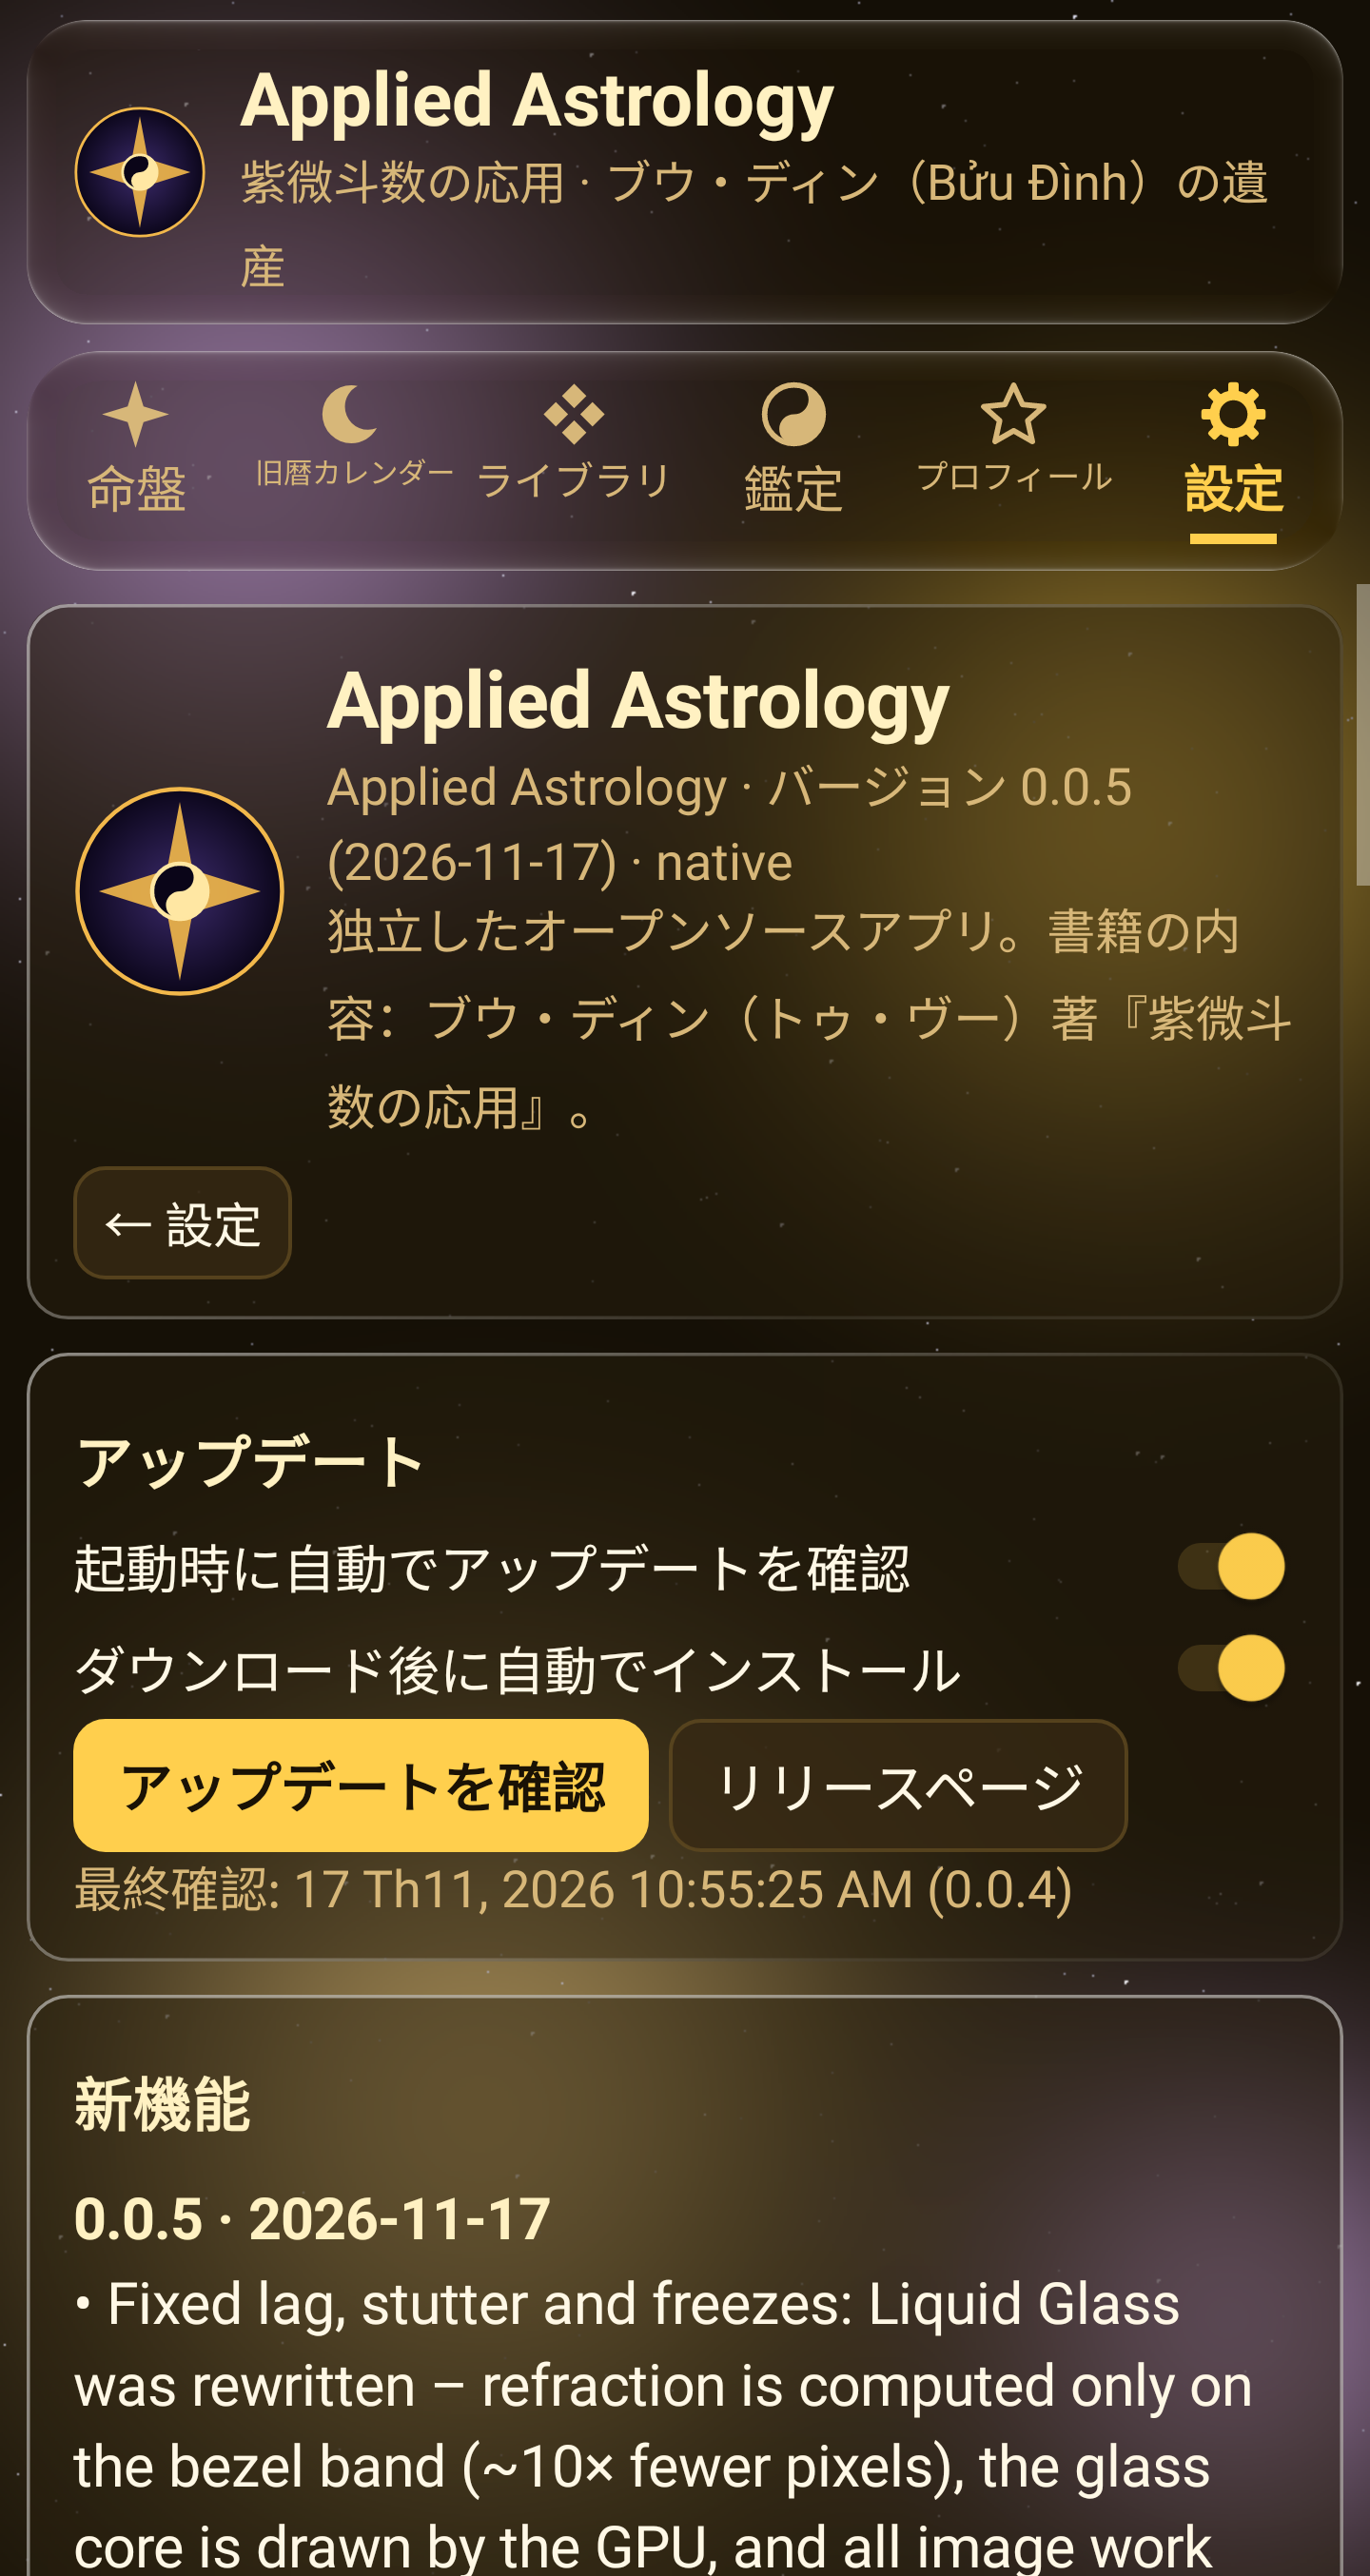 Applied Astrology
紫微斗数の応用 · ブウ・ディン（Bửu Đình）の遺
産
命盤
旧暦カレンダー
ライブラリ
鑑定
プロフィール
設定
Applied Astrology
Applied Astrology · バージョン 0.0.5
(2026-11-17) · native
独立したオープンソースアプリ。書籍の内
容：ブウ・ディン（トゥ・ヴー）著『紫微斗
数の応用』。
← 設定
アップデート
起動時に自動でアップデートを確認
ダウンロード後に自動でインストール
アップデートを確認
リリースページ
最終確認: 17 Th11, 2026 10:55:25 AM (0.0.4)
新機能
0.0.5 · 2026-11-17
• Fixed lag, stutter and freezes: Liquid Glass
was rewritten – refraction is computed only on
the bezel band (~10× fewer pixels), the glass
core is drawn by the GPU, and all image work